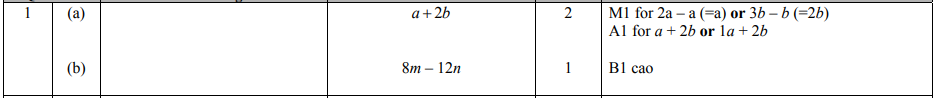 1 (a) a + 2b 2 M1 for 2a – a (=a) or 3b – b (=2b)
A1 for a + 2b or 1a + 2b
(b) 8m – 12n 1 B1 cao